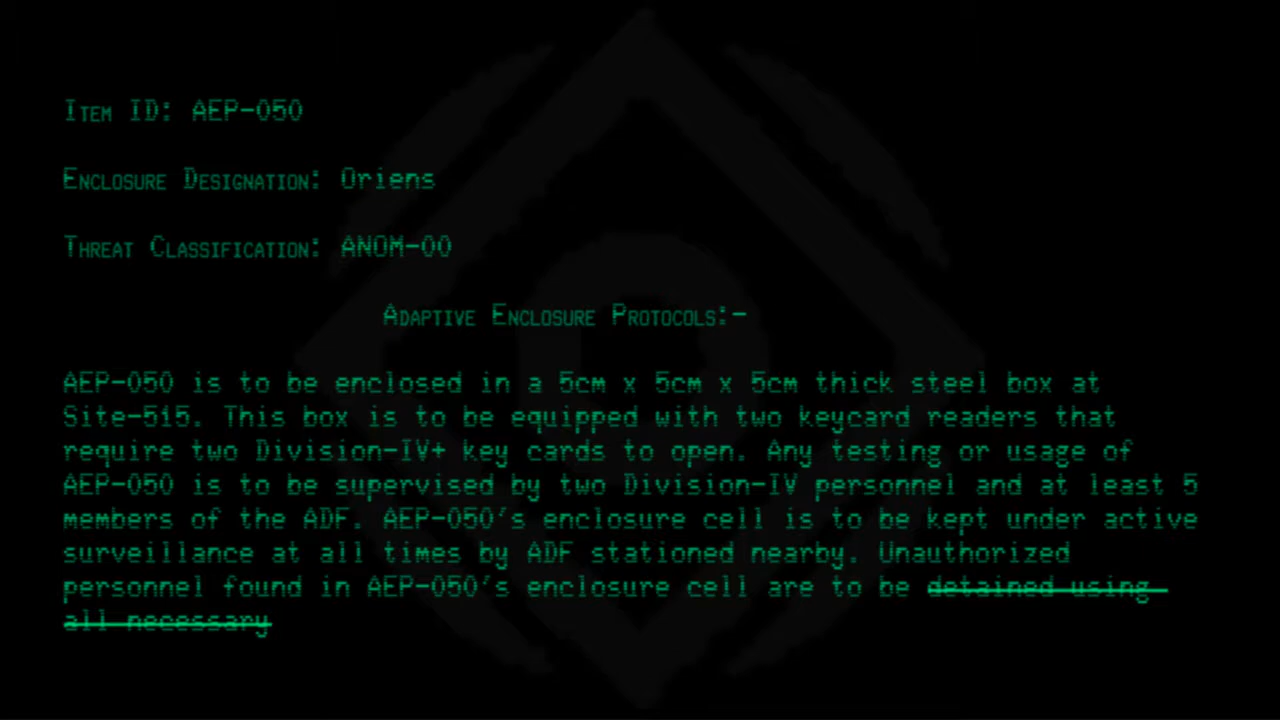 Item ID: AEP-050
Enclosure Designation: Oriens
Threat Classification: ANOM-00
Adaptive Enclosure Protocols:-
AEP-050 is to be enclosed in a 5cm x 5cm x 5cm thick steel box at
Site-515. This box is to be equipped with two keycard readers that
require two Division-IV+ key cards to open. Any testing or usage of
AEP-050 is to be supervised by two Division-IV personnel and at least 5
members of the ADF. AEP-050's enclosure cell is to be kept under active
surveillance at all times by ADF stationed nearby. Unauthorized
personnel found in AEP-050's enclosure cell are to be detained using
all necessary